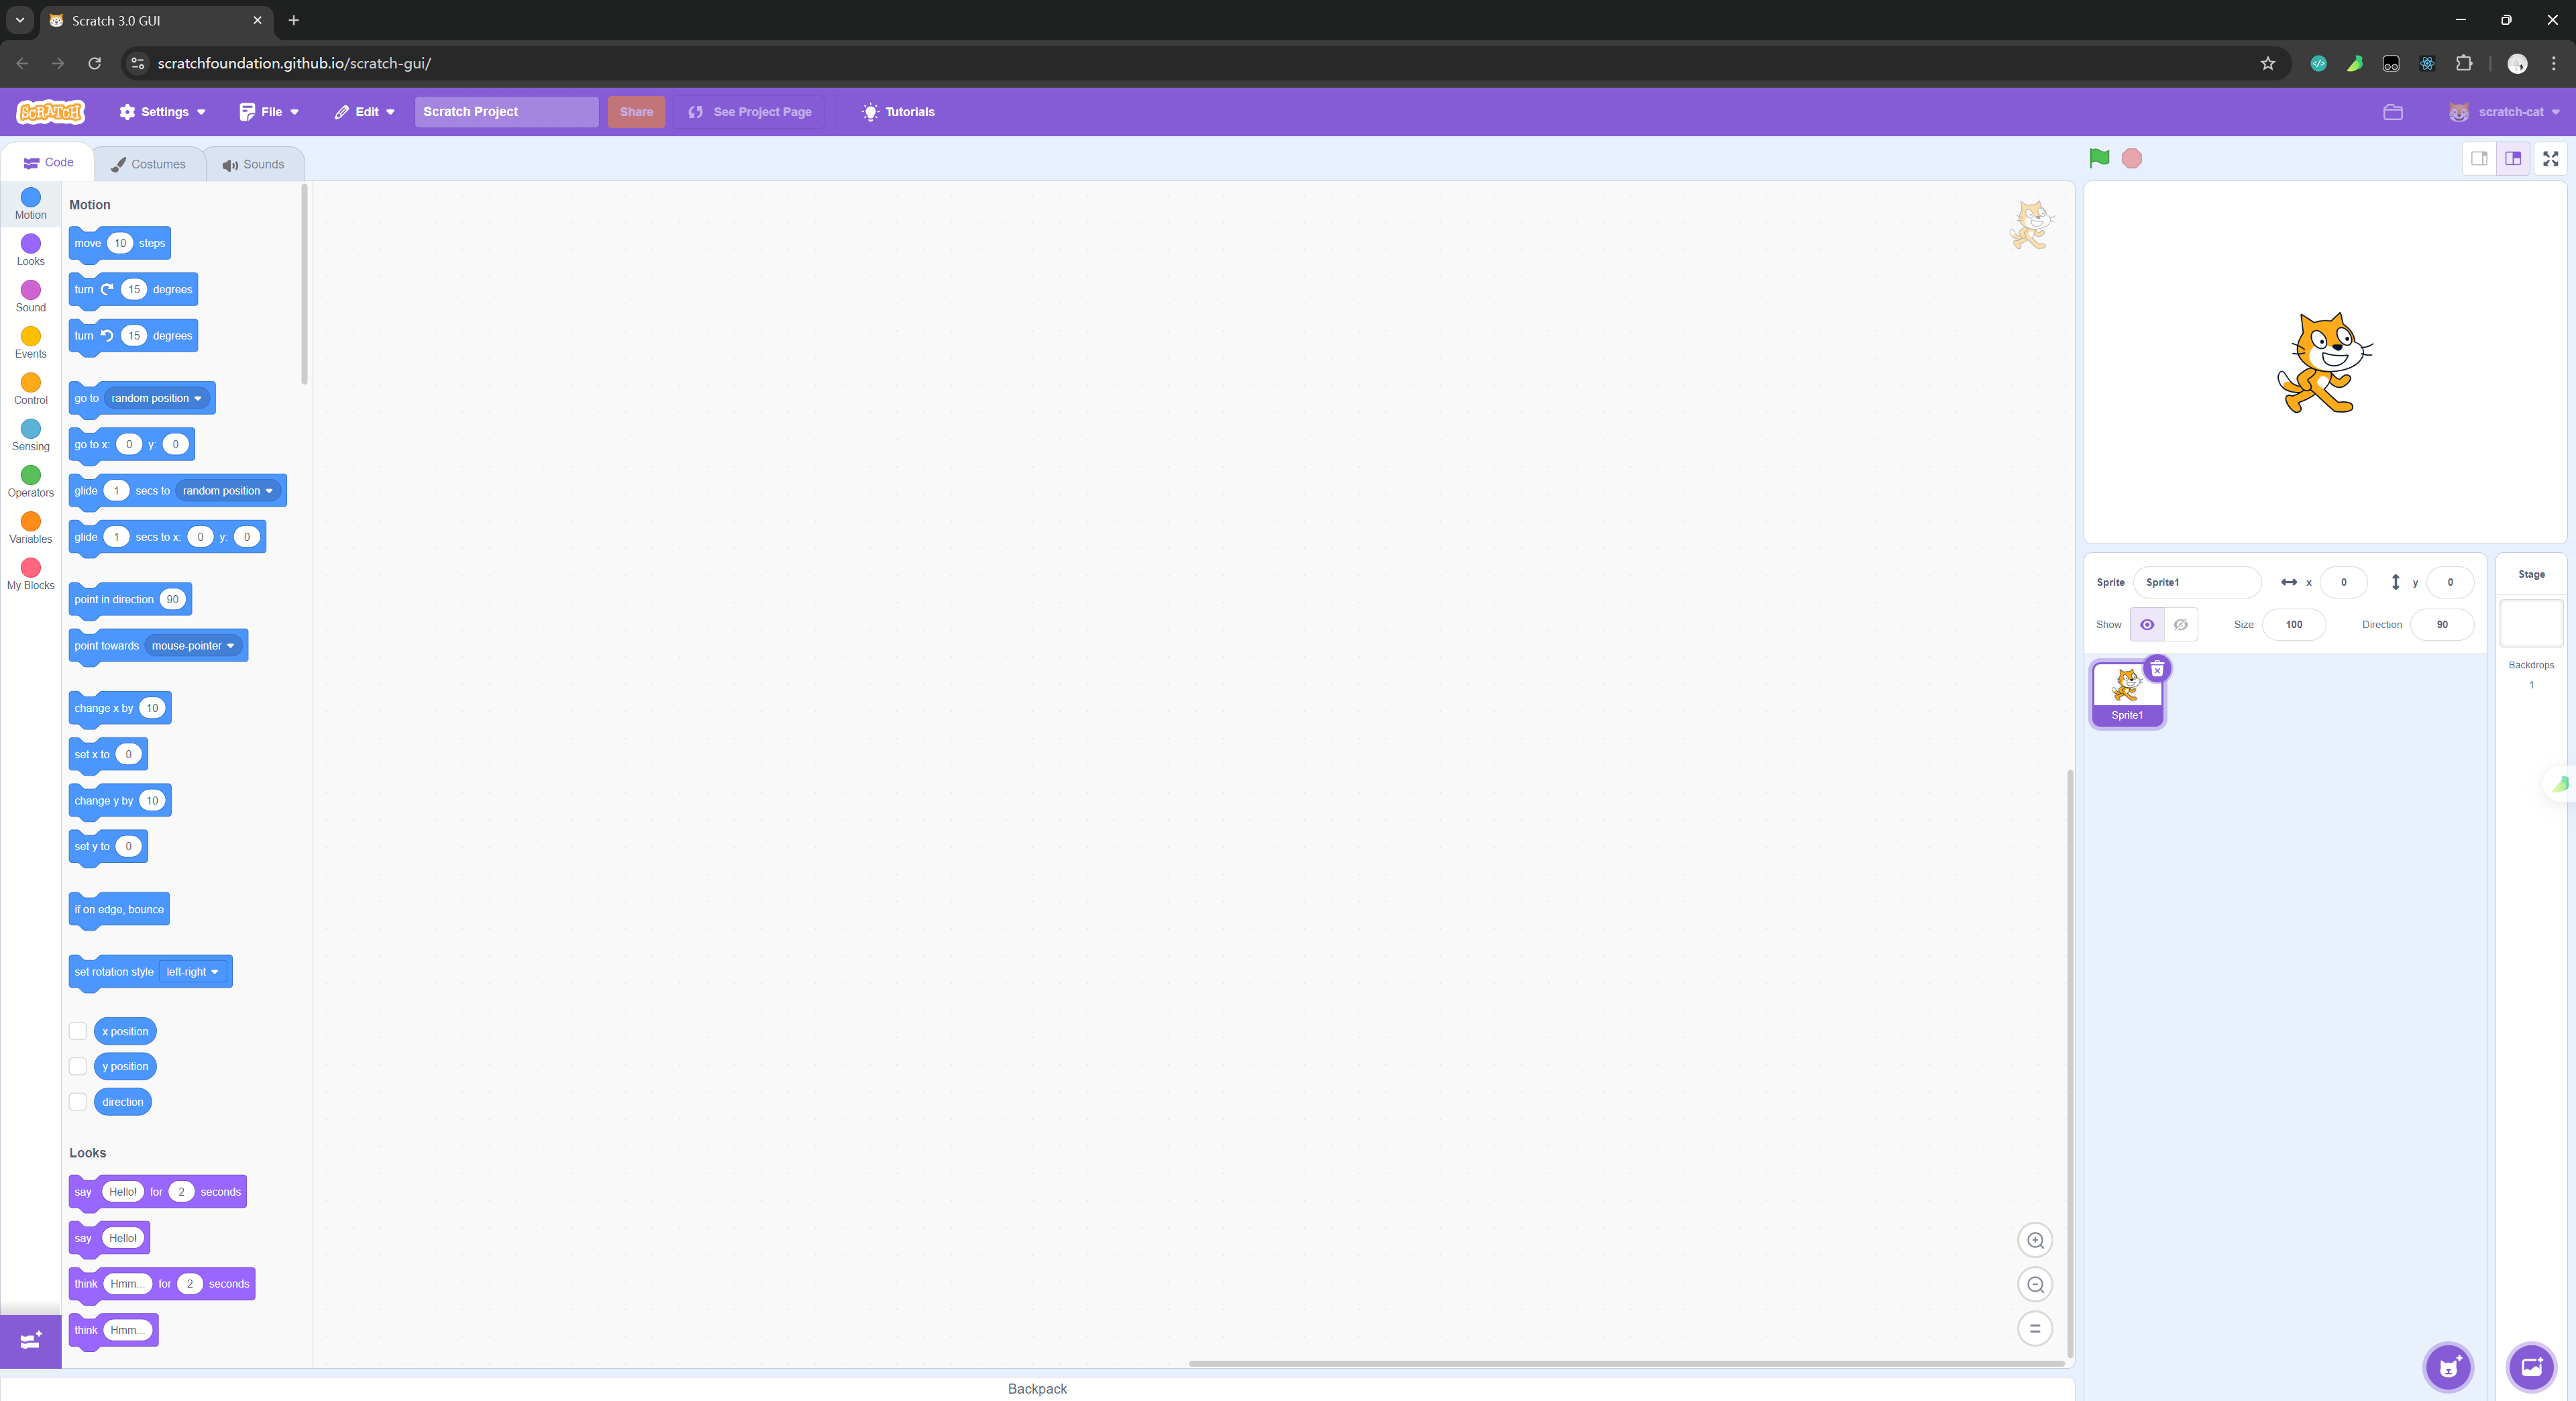 Scratch 3.0 GUI
scratchfoundation.github.io/scratch-gui/
SCRATCH Settings File Edit Scratch Project Share See Project Page Tutorials scratch-cat
Code Costumes Sounds
Motion
Looks
Sound
Events
Control
Sensing
Operators
Variables
My Blocks
Motion
move 10 steps
turn 15 degrees
turn 15 degrees
go to random position
go to x: 0 y: 0
glide 1 secs to random position
glide 1 secs to x: 0 y: 0
point in direction 90
point towards mouse-pointer
change x by 10
set x to 0
change y by 10
set y to 0
if on edge, bounce
set rotation style left-right
x position
y position
direction
Looks
say Hello! for 2 seconds
say Hello!
think Hmm... for 2 seconds
think Hmm...
Backpack
Sprite Sprite1 x 0 y 0
Show Size 100 Direction 90
Sprite1
Stage
Backdrops
1